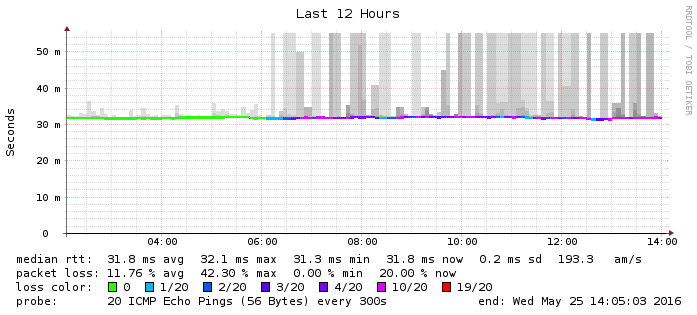 Last 12 Hours
RRDTOOL / TOBI OETIKER
Seconds
50 m
40 m
30 m
20 m
10 m
0
04:00 06:00 08:00 10:00 12:00 14:00
median rtt: 31.8 ms avg 32.1 ms max 31.3 ms min 31.8 ms now 0.2 ms sd 193.3 am/s
packet loss: 11.76 % avg 42.30 % max 0.00 % min 20.00 % now
loss color: 0 1/20 2/20 3/20 4/20 10/20 19/20
probe: 20 ICMP Echo Pings (56 Bytes) every 300s end: Wed May 25 14:05:03 2016